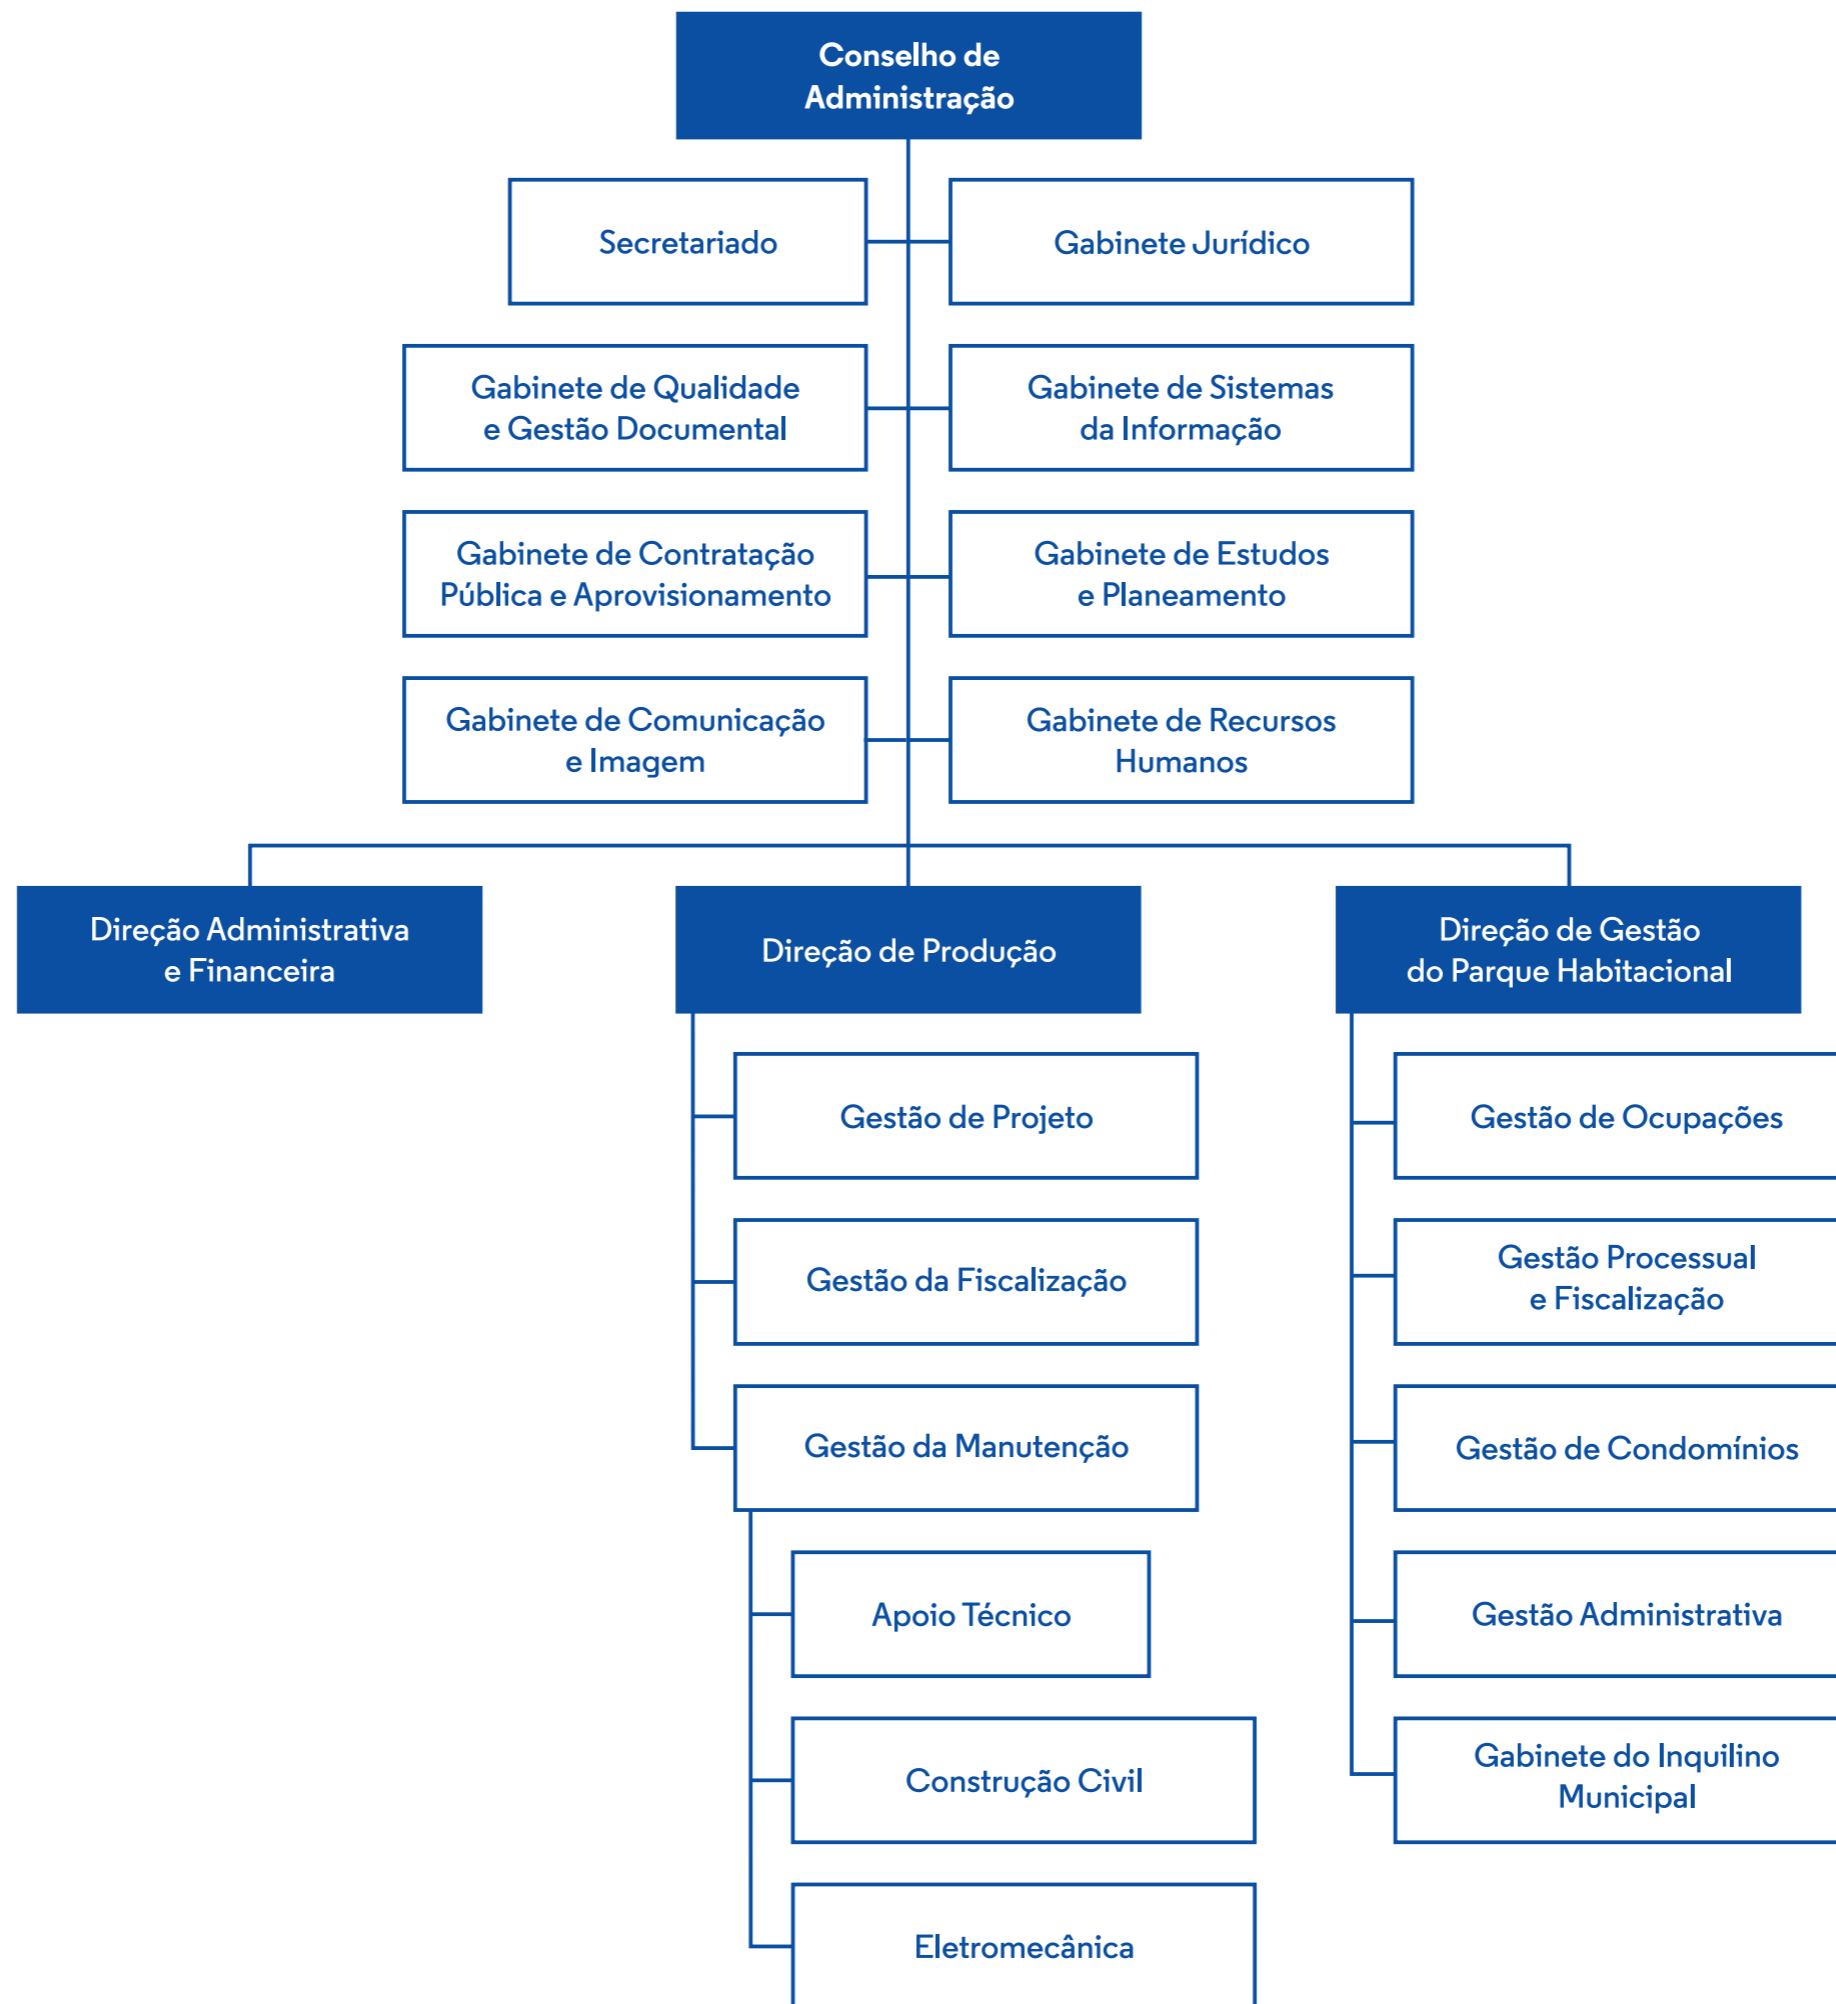 Conselho de
Administração
Secretariado
Gabinete Jurídico
Gabinete de Qualidade
e Gestão Documental
Gabinete de Sistemas
da Informação
Gabinete de Contratação
Pública e Aprovisionamento
Gabinete de Estudos
e Planeamento
Gabinete de Comunicação
e Imagem
Gabinete de Recursos
Humanos
Direção Administrativa
e Financeira
Direção de Produção
Direção de Gestão
do Parque Habitacional
Gestão de Projeto
Gestão da Fiscalização
Gestão da Manutenção
Apoio Técnico
Construção Civil
Eletromecânica
Gestão de Ocupações
Gestão Processual
e Fiscalização
Gestão de Condomínios
Gestão Administrativa
Gabinete do Inquilino
Municipal